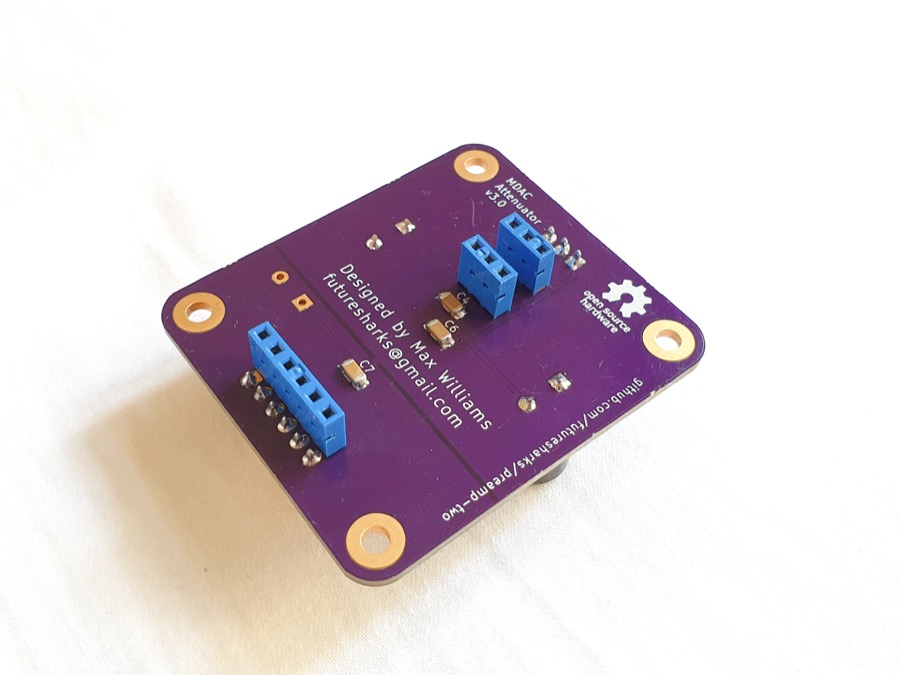 MDAC
Attenuator
v3.0
open source
hardware
C4
C6
C7
Designed by Max Williams
futuresharks@gmail.com
github.com/futuresharks/preamp-two